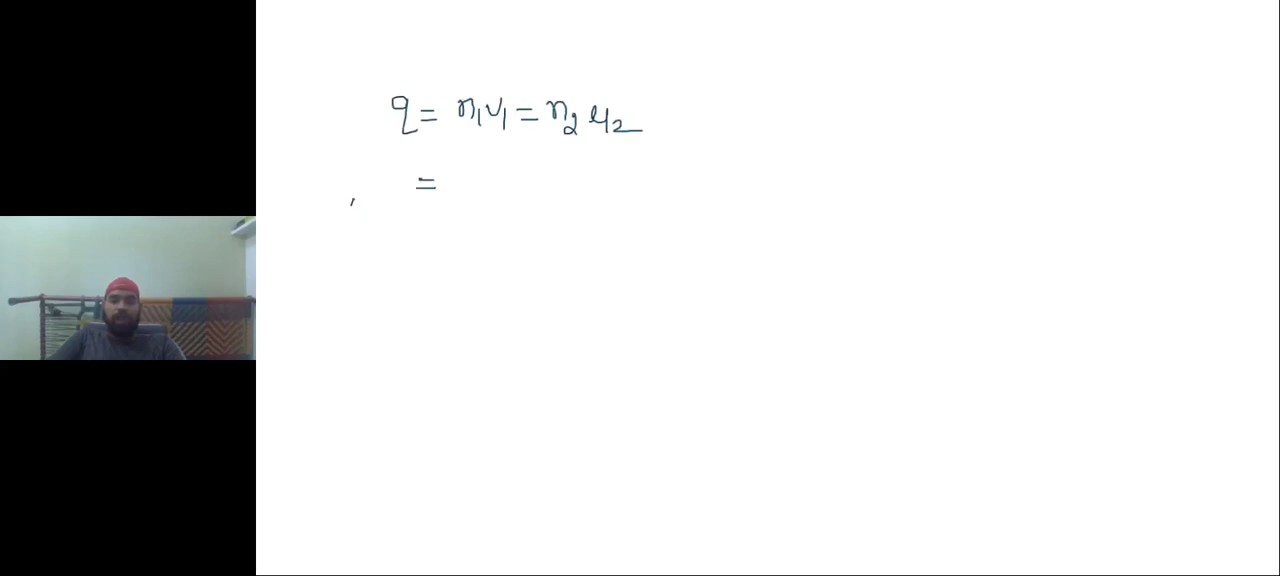 q = n₁v₁ = n₂v₂
=